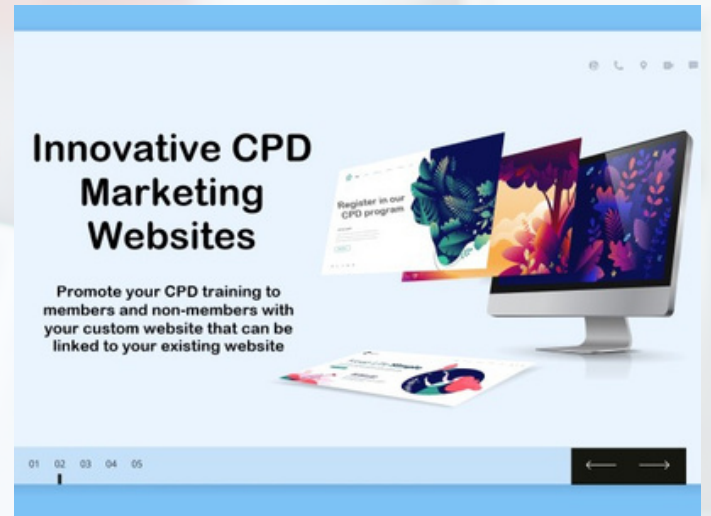 Innovative CPD
Marketing
Websites
Promote your CPD training to
members and non-members with
your custom website that can be
linked to your existing website
Register in our
CPD program
Simple
01 02 03 04 05